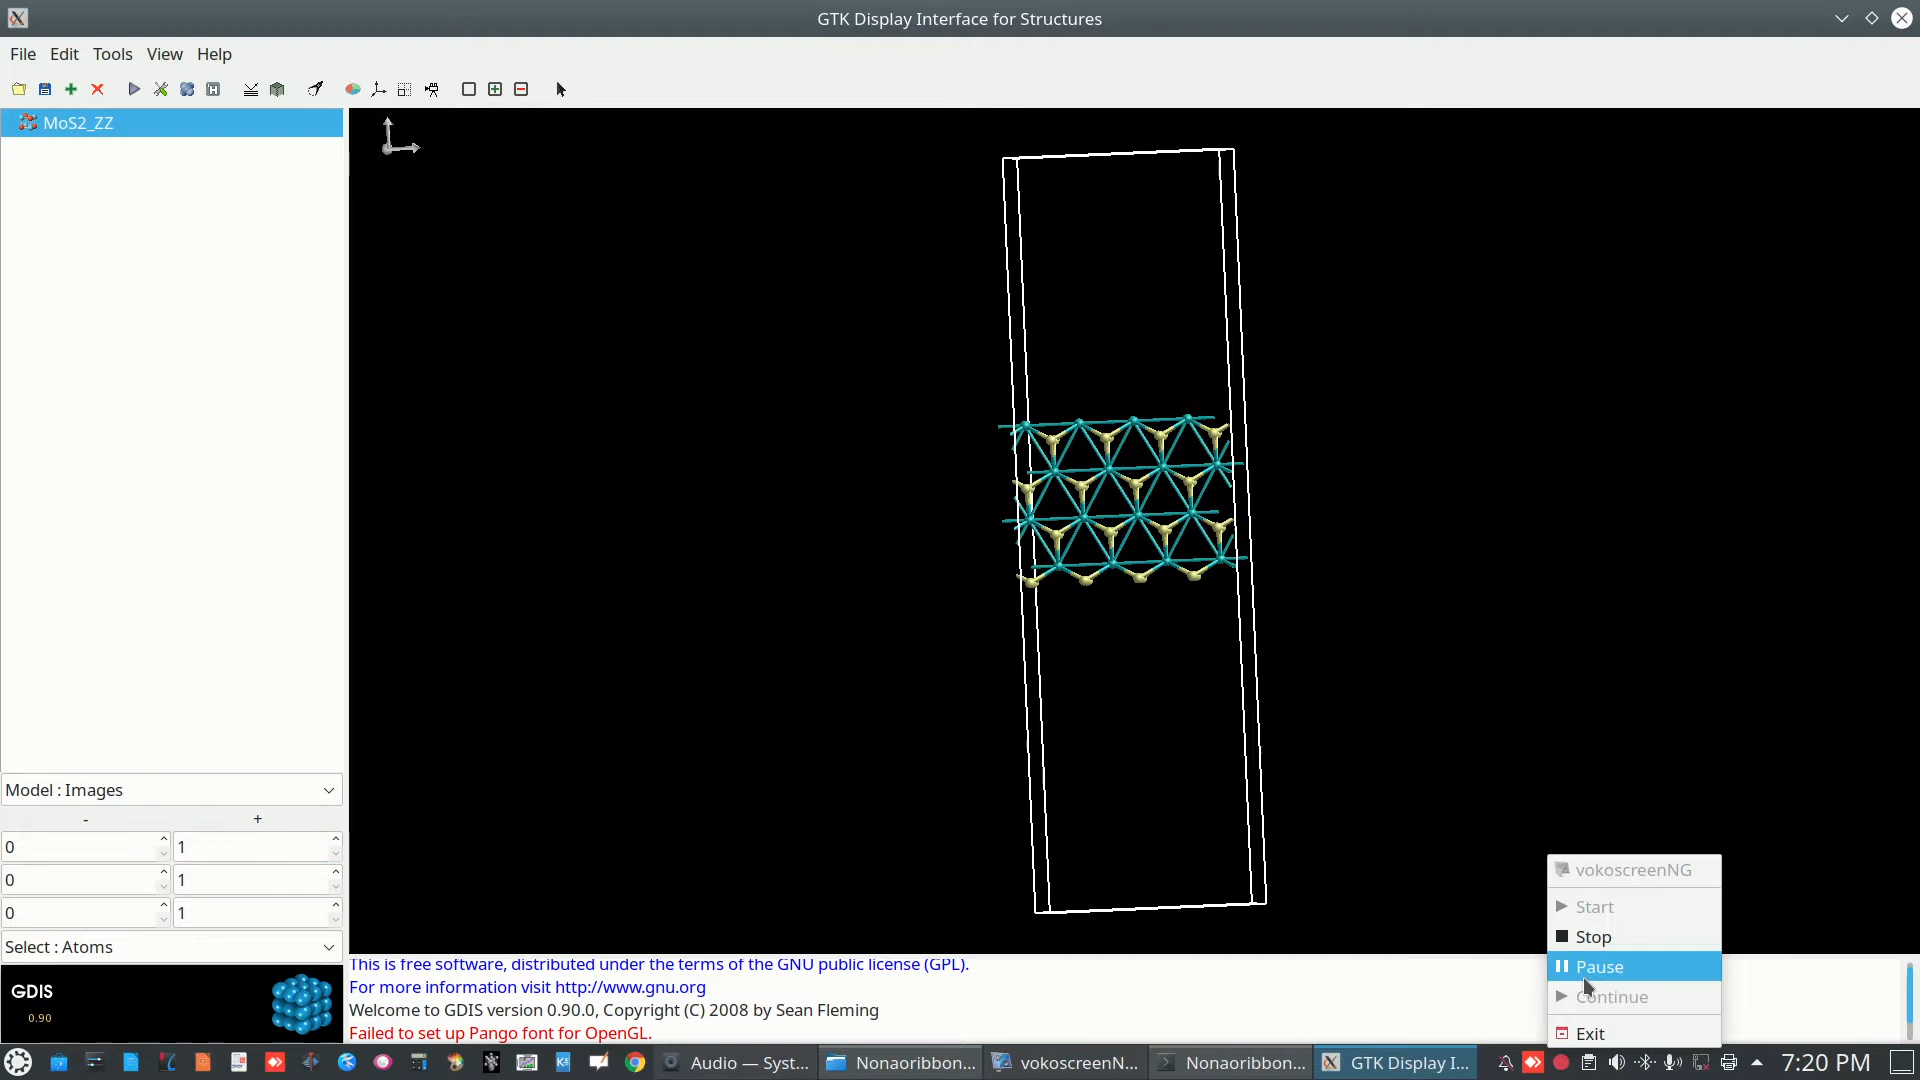 GTK Display Interface for Structures
File Edit Tools View Help
MoS2_ZZ
Model : Images
- +
0 1
0 1
0 1
Select : Atoms
GDIS
0.90
This is free software, distributed under the terms of the GNU public license (GPL).
For more information visit http://www.gnu.org
Welcome to GDIS version 0.90.0, Copyright (C) 2008 by Sean Fleming
Failed to set up Pango font for OpenGL.
vokoscreenNG
Start
Stop
Pause
Continue
Exit
Audio — Syst... Nonaoribbon... vokoscreenN... Nonaoribbon... GTK Display I... 7:20 PM